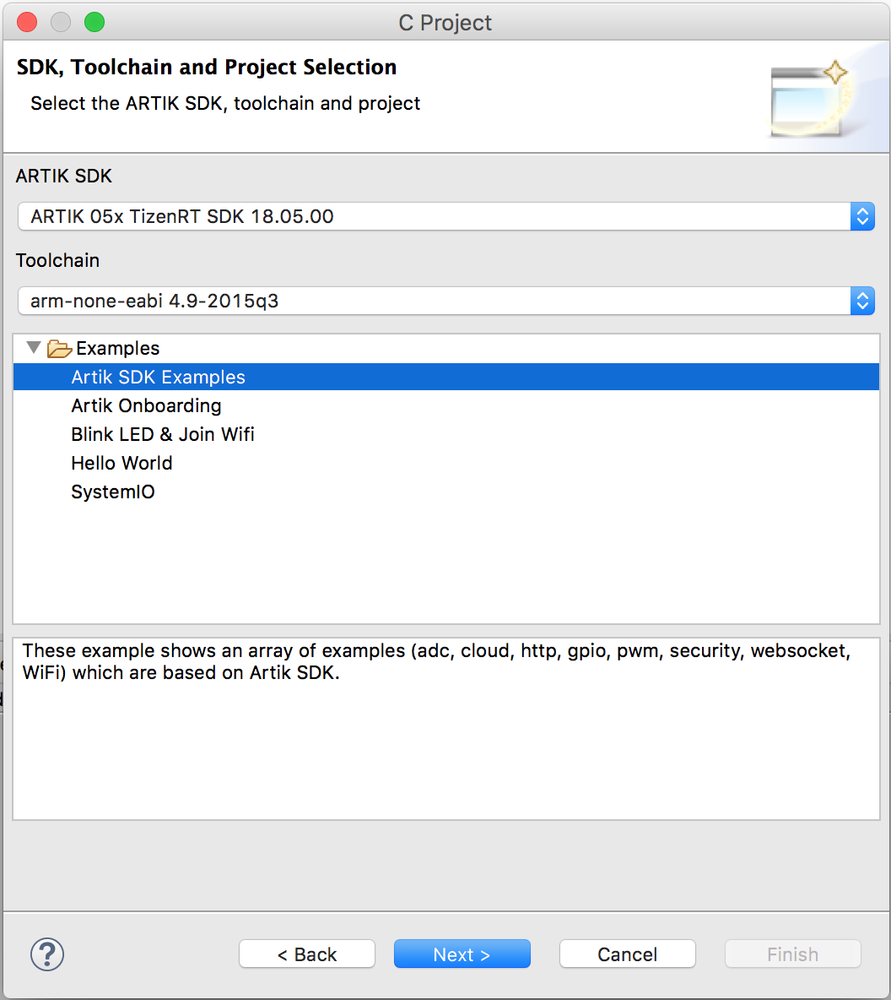 C Project
SDK, Toolchain and Project Selection
Select the ARTIK SDK, toolchain and project
ARTIK SDK
ARTIK 05x TizenRT SDK 18.05.00
Toolchain
arm-none-eabi 4.9-2015q3
Examples
Artik SDK Examples
Artik Onboarding
Blink LED & Join Wifi
Hello World
SystemIO
These example shows an array of examples (adc, cloud, http, gpio, pwm, security, websocket,
WiFi) which are based on Artik SDK.
? < Back Next > Cancel Finish